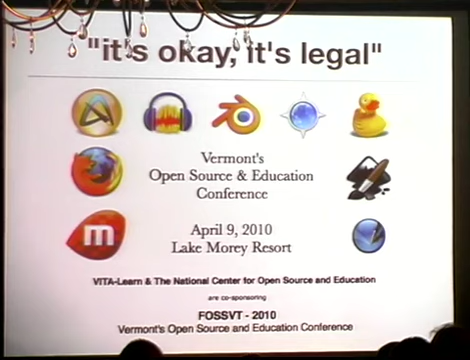 "it's okay, it's legal"
Vermont's
Open Source & Education
Conference
m
April 9, 2010
Lake Morey Resort
VITA-Learn & The National Center for Open Source and Education
are co-sponsoring
FOSSVT - 2010
Vermont's Open Source and Education Conference